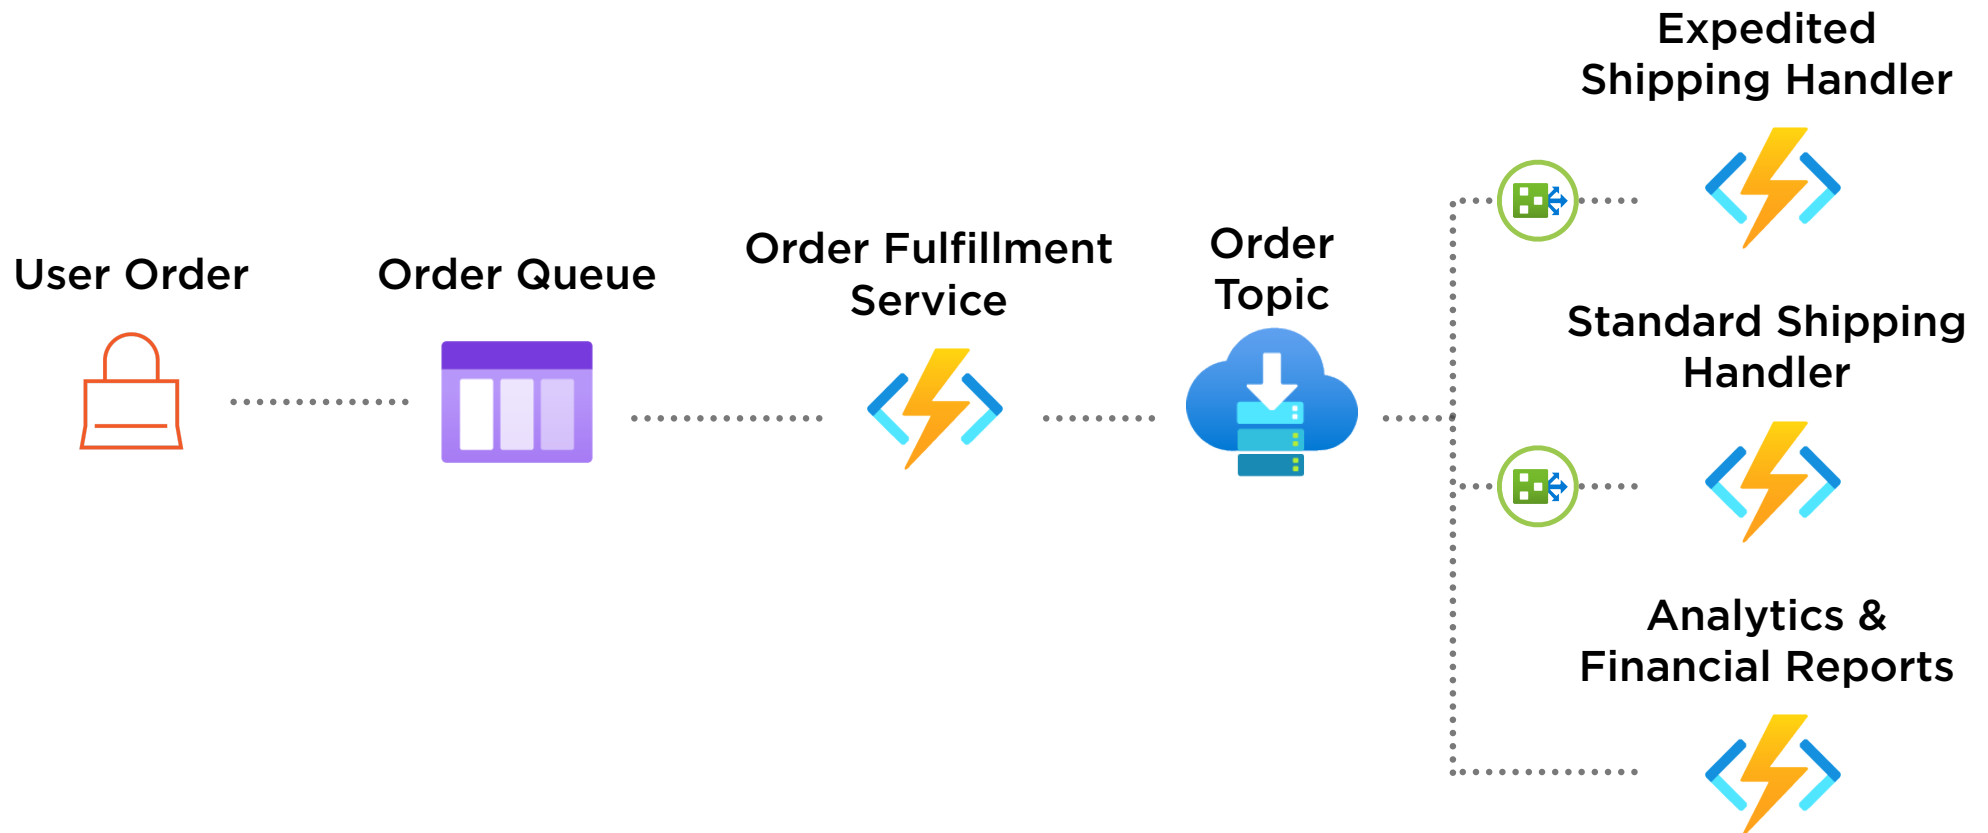 User Order
Order Queue
Order Fulfillment
Service
Order
Topic
Expedited
Shipping Handler
Standard Shipping
Handler
Analytics &
Financial Reports